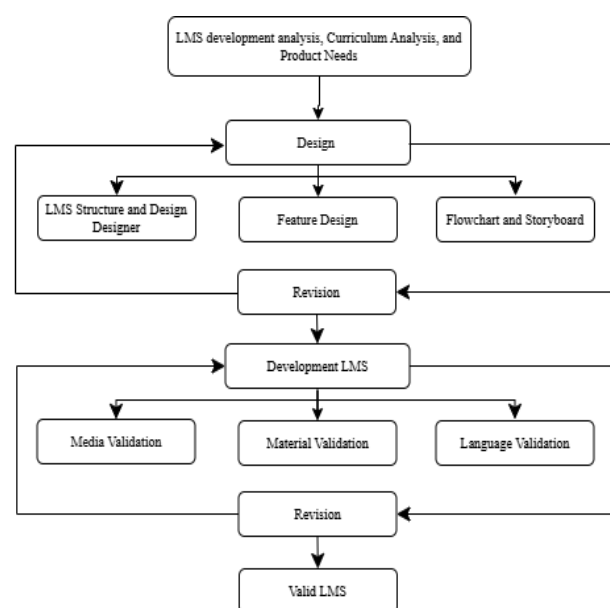 LMS development analysis, Curriculum Analysis, and
Product Needs
Design
LMS Structure and Design
Designer
Feature Design
Flowchart and Storyboard
Revision
Development LMS
Media Validation
Material Validation
Language Validation
Revision
Valid LMS